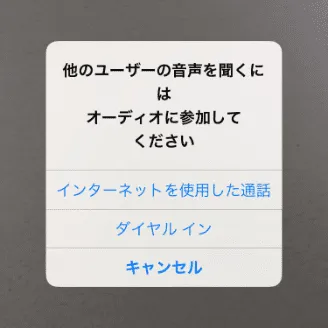 他のユーザーの音声を聞くに
は
オーディオに参加して
ください
インターネットを使用した通話
ダイヤル イン
キャンセル